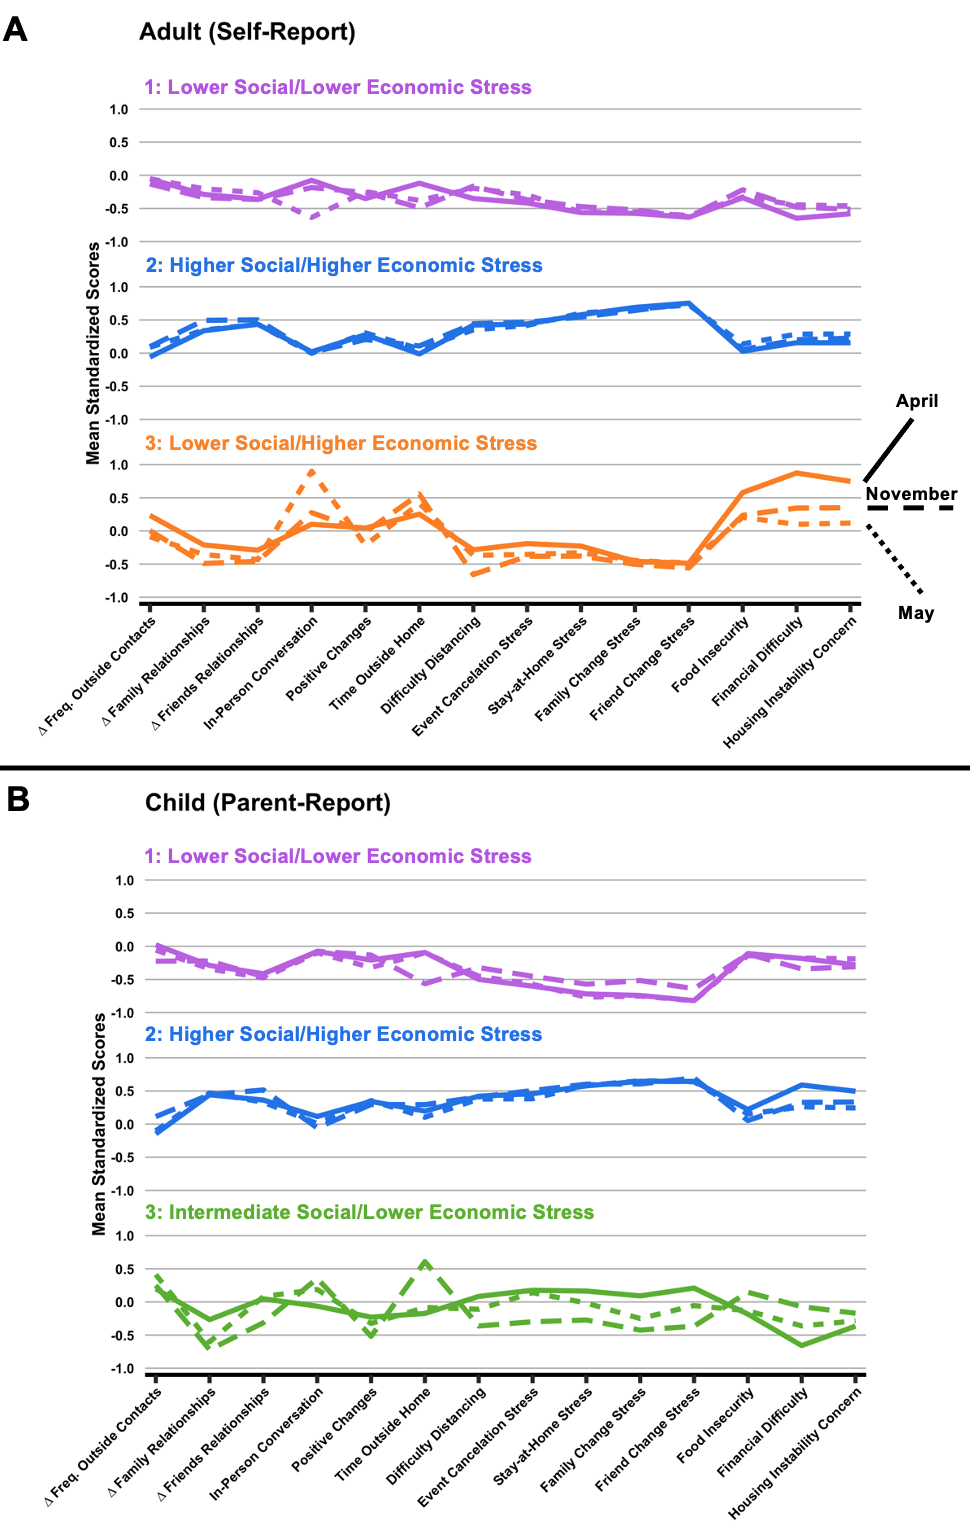 A
Adult (Self-Report)
1: Lower Social/Lower Economic Stress
1.0
0.5
0.0
-0.5
-1.0
Mean Standardized Scores
2: Higher Social/Higher Economic Stress
1.0
0.5
0.0
-0.5
-1.0
3: Lower Social/Higher Economic Stress
1.0
0.5
0.0
-0.5
-1.0
April
November
May
Δ Freq. Outside Contacts
Δ Family Relationships
Δ Friends Relationships
In-Person Conversation
Positive Changes
Time Outside Home
Difficulty Distancing
Event Cancelation Stress
Stay-at-Home Stress
Family Change Stress
Friend Change Stress
Food Insecurity
Financial Difficulty
Housing Instability Concern
B
Child (Parent-Report)
1: Lower Social/Lower Economic Stress
1.0
0.5
0.0
-0.5
-1.0
Mean Standardized Scores
2: Higher Social/Higher Economic Stress
1.0
0.5
0.0
-0.5
-1.0
3: Intermediate Social/Lower Economic Stress
1.0
0.5
0.0
-0.5
-1.0
Δ Freq. Outside Contacts
Δ Family Relationships
Δ Friends Relationships
In-Person Conversation
Positive Changes
Time Outside Home
Difficulty Distancing
Event Cancelation Stress
Stay-at-Home Stress
Family Change Stress
Friend Change Stress
Food Insecurity
Financial Difficulty
Housing Instability Concern